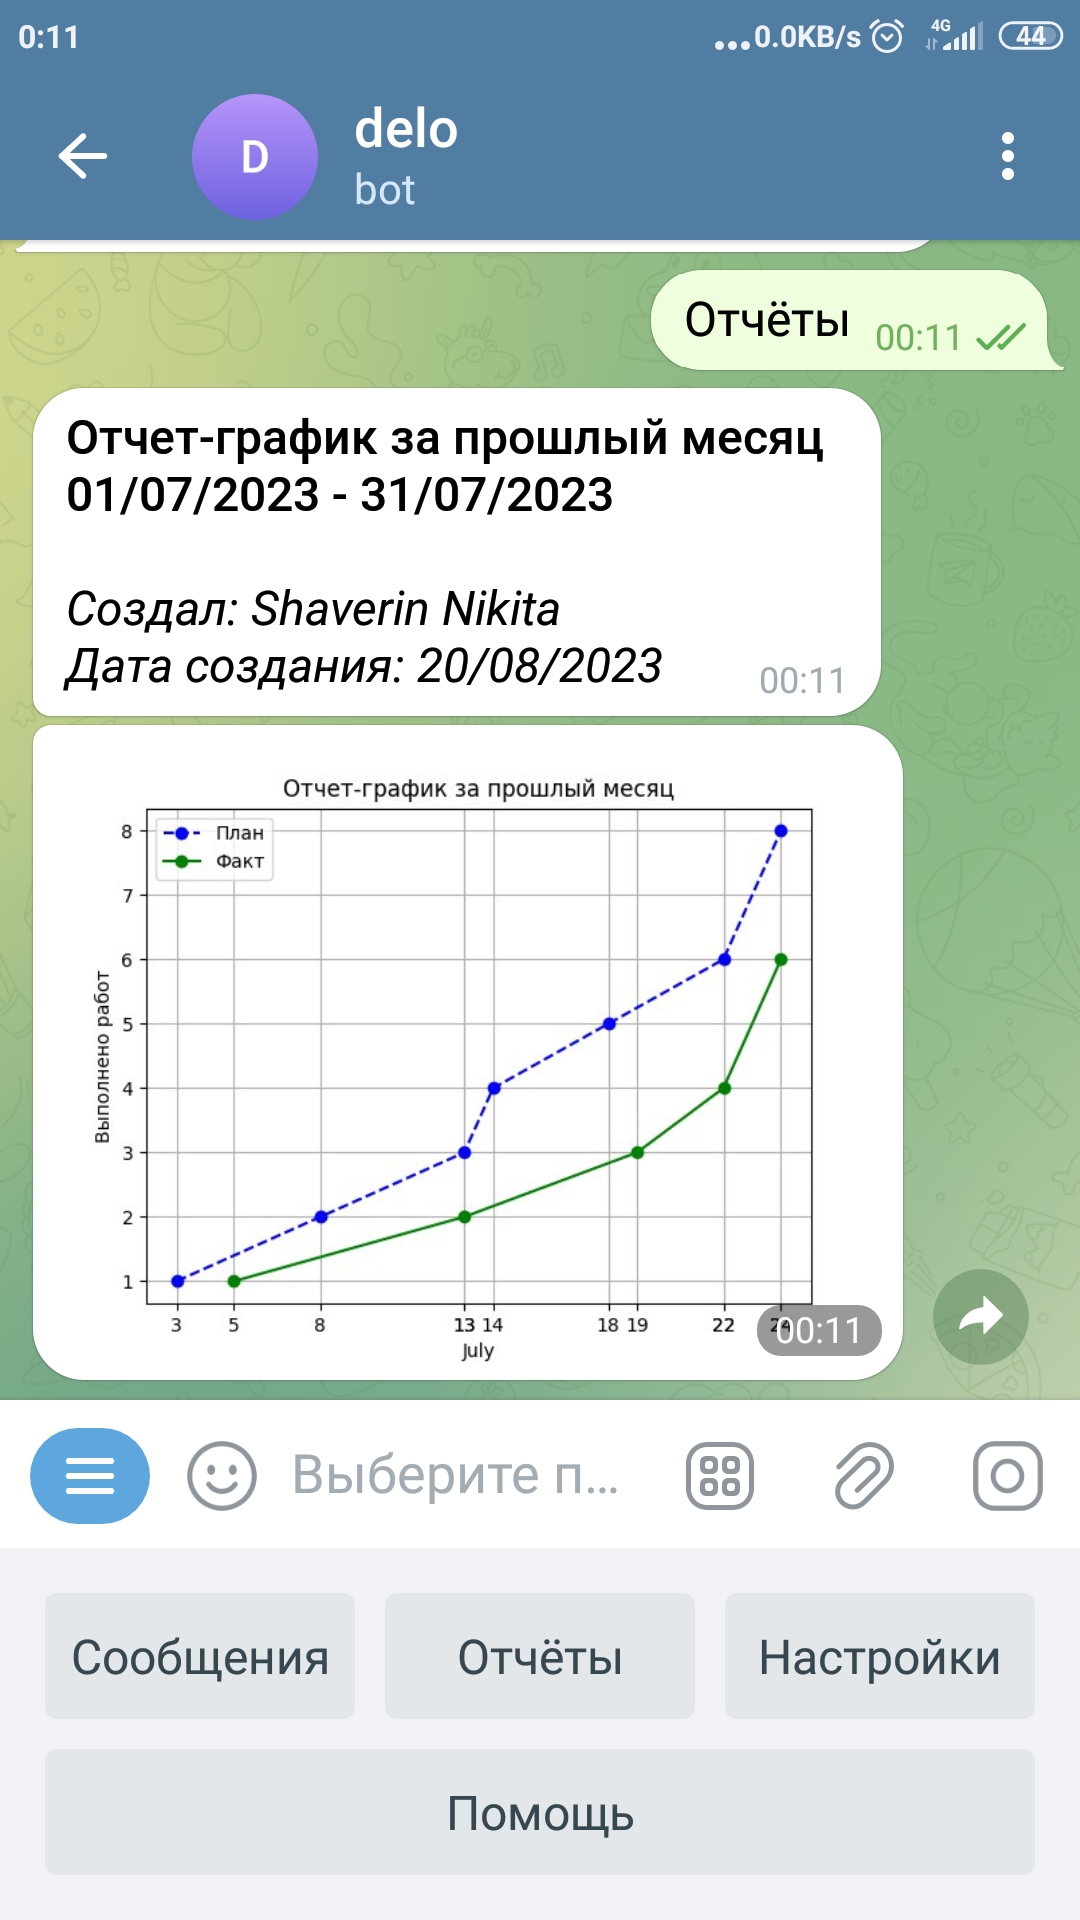 0:11
...0.0KB/s 4G 44
D
delo
bot
Отчёты 00:11
Отчет-график за прошлый месяц
01/07/2023 - 31/07/2023
Создал: Shaverin Nikita
Дата создания: 20/08/2023
00:11
Отчет-график за прошлый месяц
План
Факт
Выполнено работ
8
7
6
5
4
3
2
1
3 5 8 13 14 18 19 22 24
July
00:11
Выберите п...
Сообщения
Отчёты
Настройки
Помощь